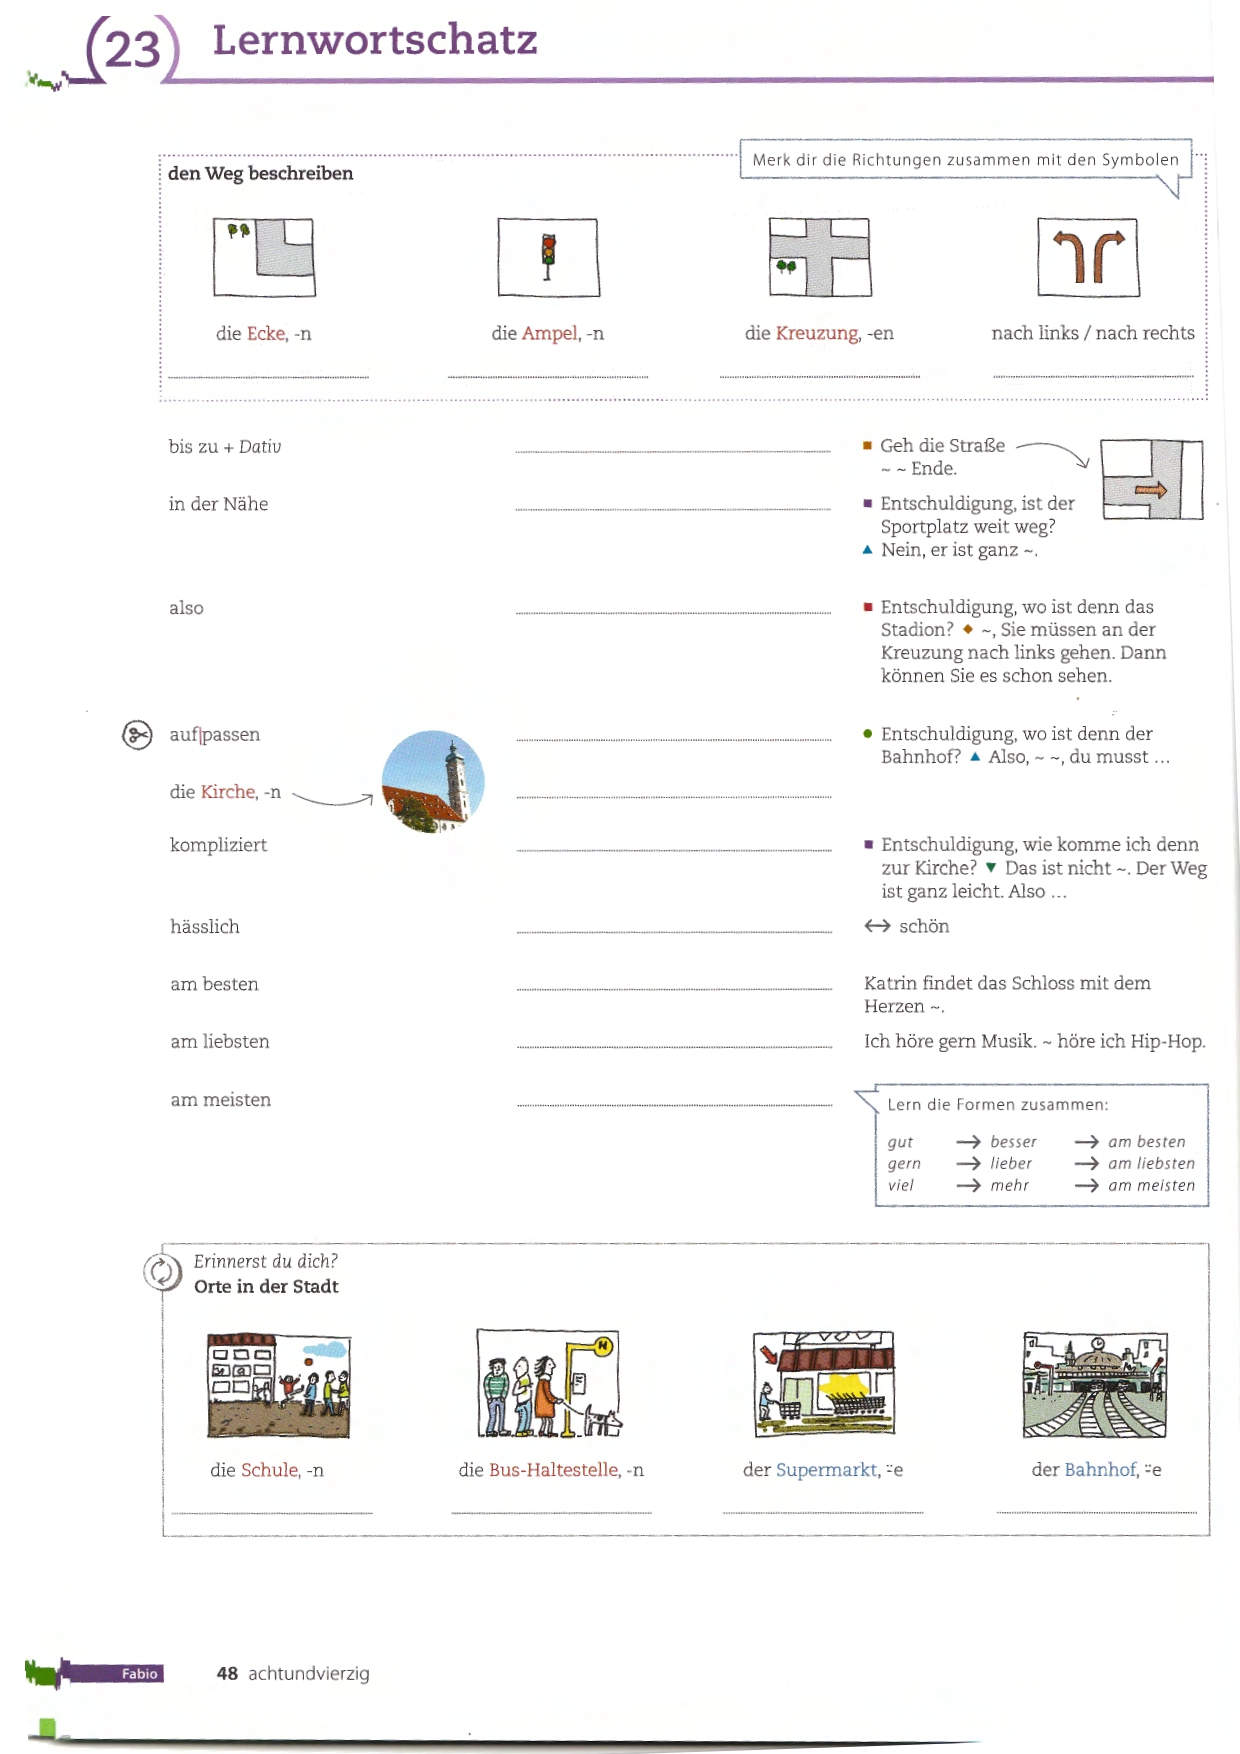 23 Lernwortschatz
Merk dir die Richtungen zusammen mit den Symbolen
den Weg beschreiben
die Ecke, -n
die Ampel, -n
die Kreuzung, -en
nach links / nach rechts
bis zu + Dativ
Geh die Straße
~ ~ Ende.
in der Nähe
Entschuldigung, ist der
Sportplatz weit weg?
Nein, er ist ganz ~.
also
Entschuldigung, wo ist denn das
Stadion? ~, Sie müssen an der
Kreuzung nach links gehen. Dann
können Sie es schon sehen.
auf|passen
Entschuldigung, wo ist denn der
Bahnhof? Also, ~ ~, du musst ...
die Kirche, -n
kompliziert
Entschuldigung, wie komme ich denn
zur Kirche? Das ist nicht ~. Der Weg
ist ganz leicht. Also ...
hässlich
↔ schön
am besten
Katrin findet das Schloss mit dem
Herzen ~.
am liebsten
Ich höre gern Musik. ~ höre ich Hip-Hop.
am meisten
Lern die Formen zusammen:
gut → besser → am besten
gern → lieber → am liebsten
viel → mehr → am meisten
Erinnerst du dich?
Orte in der Stadt
H
die Schule, -n
die Bus-Haltestelle, -n
der Supermarkt, ⸚e
der Bahnhof, ⸚e
Fabio
48 achtundvierzig